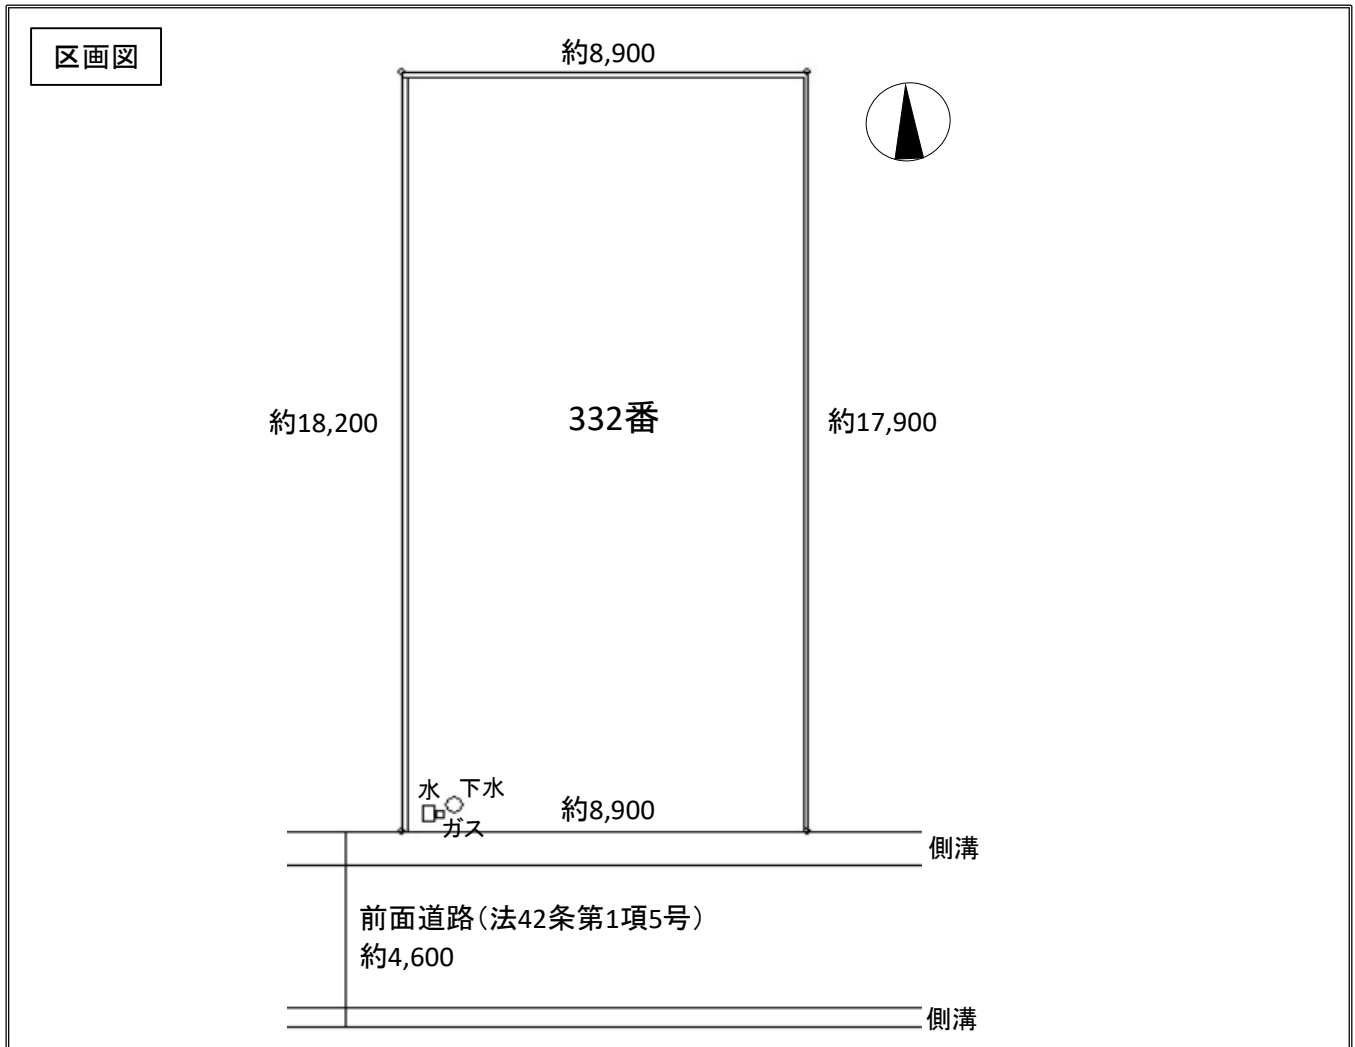 区画図
約8,900
約18,200
332番
約17,900
水
下水
ガス
約8,900
側溝
前面道路（法42条第1項5号）
約4,600
側溝